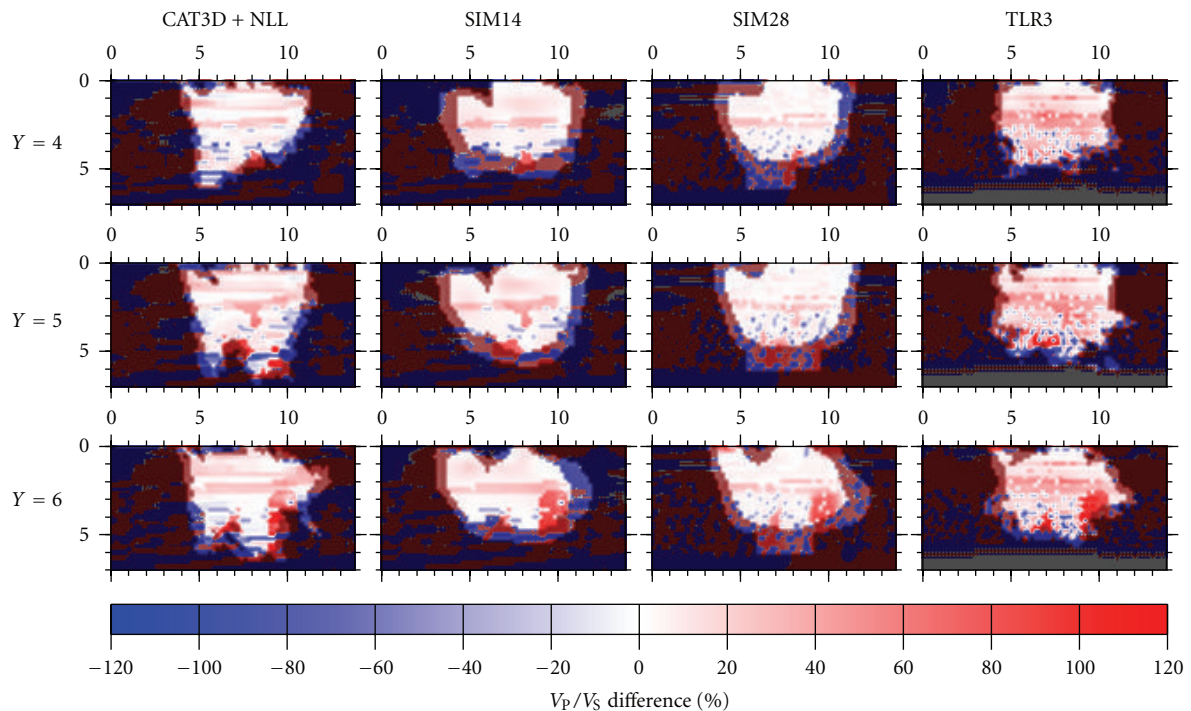 CAT3D + NLL SIM14 SIM28 TLR3
0 5 10 0 5 10 0 5 10 0 5 10
0
Y = 4
5
0 5 10 0 5 10 0 5 10 0 5 10
0
Y = 5
5
0 5 10 0 5 10 0 5 10 0 5 10
0
Y = 6
5
−120 −100 −80 −60 −40 −20 0 20 40 60 80 100 120
VP/VS difference (%)